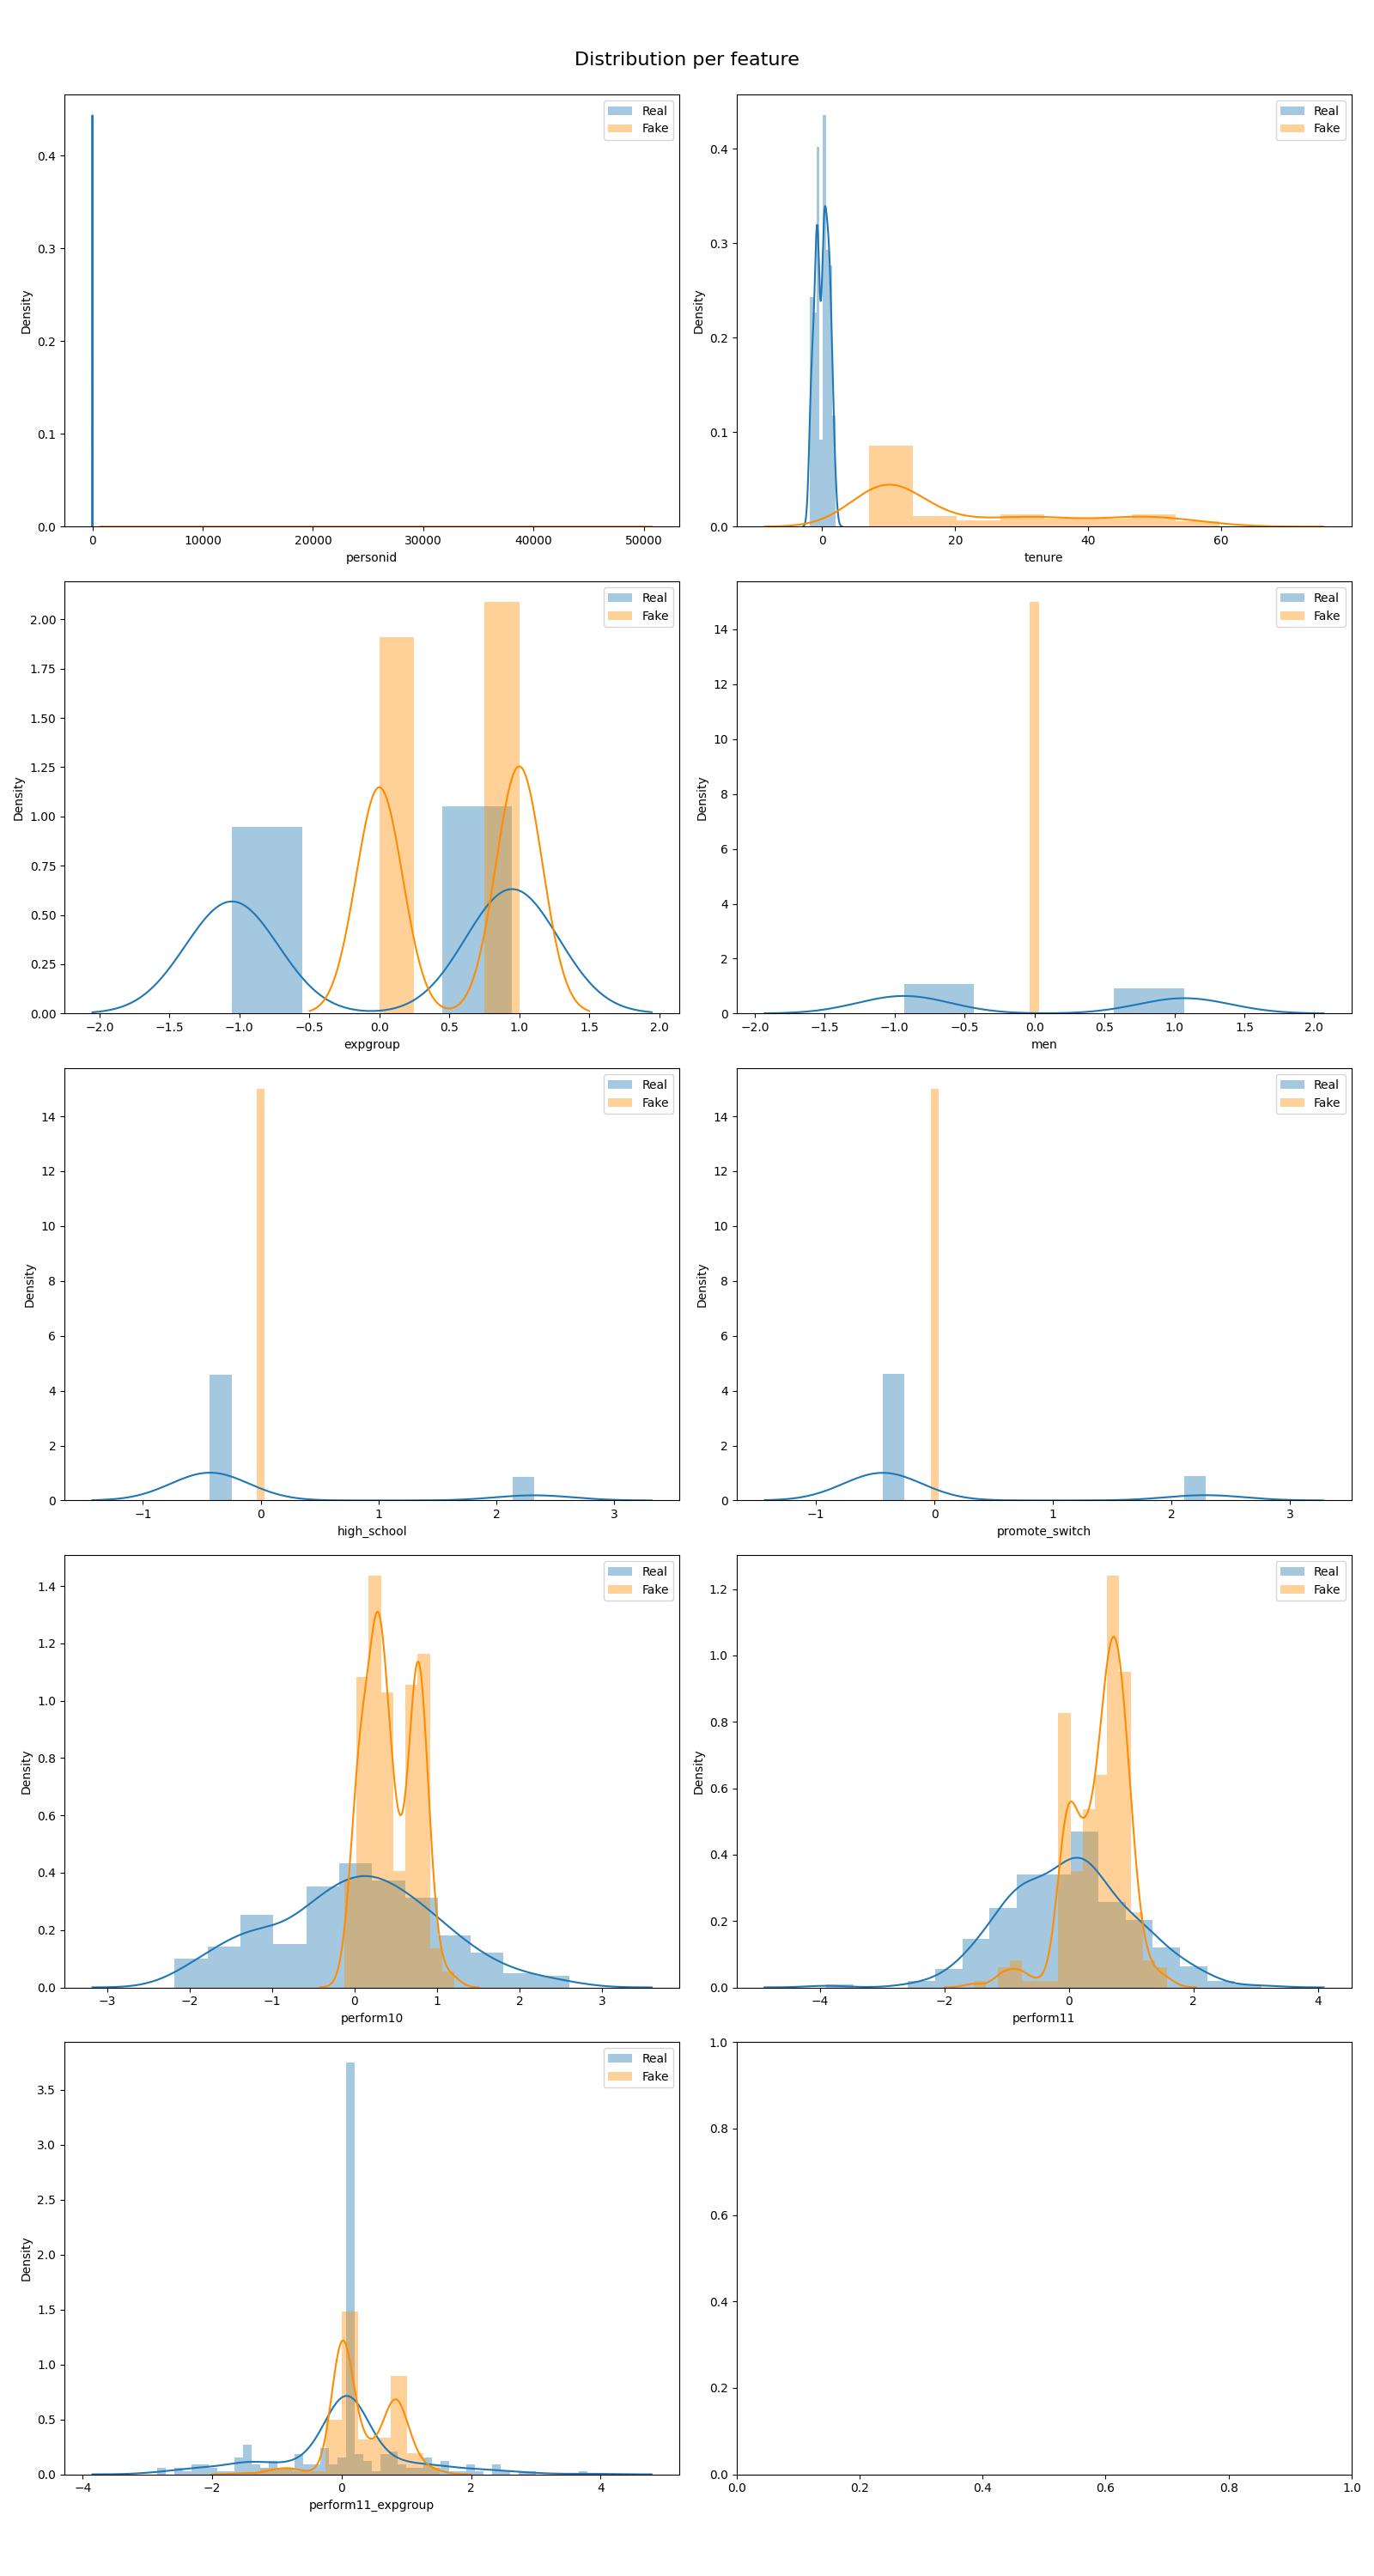 Distribution per feature
Real
Fake
Density
0.4
0.3
0.2
0.1
0.0
0 10000 20000 30000 40000 50000
personid
Real
Fake
Density
0.4
0.3
0.2
0.1
0.0
0 20 40 60
tenure
Real
Fake
Density
2.00
1.75
1.50
1.25
1.00
0.75
0.50
0.25
0.00
−2.0 −1.5 −1.0 −0.5 0.0 0.5 1.0 1.5 2.0
expgroup
Real
Fake
Density
14
12
10
8
6
4
2
0
−2.0 −1.5 −1.0 −0.5 0.0 0.5 1.0 1.5 2.0
men
Real
Fake
Density
14
12
10
8
6
4
2
0
−1 0 1 2 3
high_school
Real
Fake
Density
14
12
10
8
6
4
2
0
−1 0 1 2 3
promote_switch
Real
Fake
Density
1.4
1.2
1.0
0.8
0.6
0.4
0.2
0.0
−3 −2 −1 0 1 2 3
perform10
Real
Fake
Density
1.2
1.0
0.8
0.6
0.4
0.2
0.0
−4 −2 0 2 4
perform11
Real
Fake
Density
3.5
3.0
2.5
2.0
1.5
1.0
0.5
0.0
−4 −2 0 2 4
perform11_expgroup
1.0
0.8
0.6
0.4
0.2
0.0
0.0 0.2 0.4 0.6 0.8 1.0